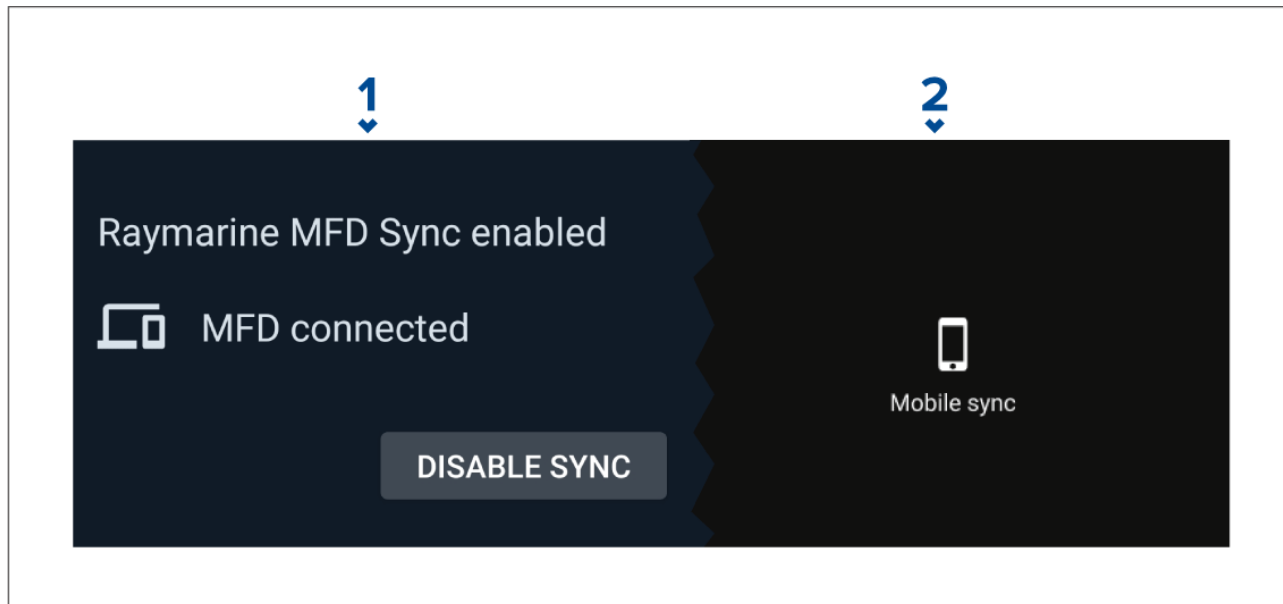 1
2
Raymarine MFD Sync enabled
MFD connected
DISABLE SYNC
Mobile sync